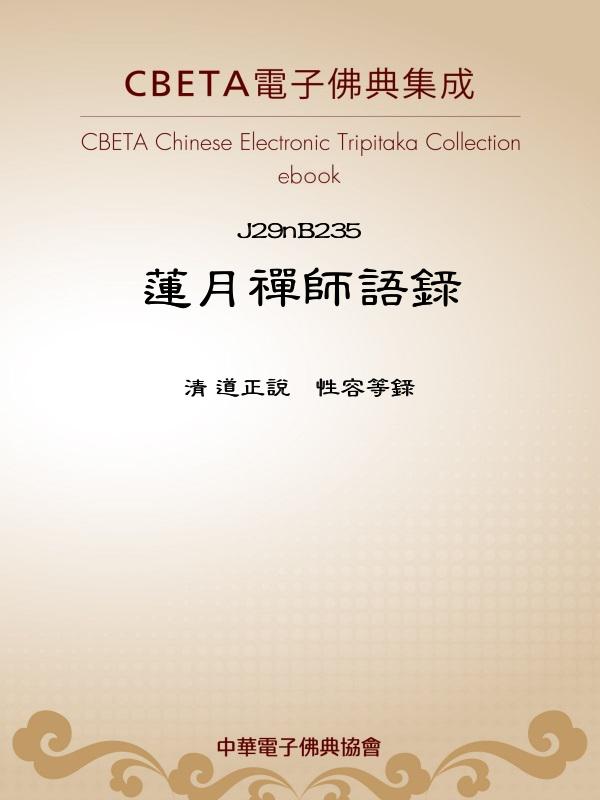 CBETA電子佛典集成
CBETA Chinese Electronic Tripitaka Collection
ebook
J29nB235
蓮月禪師語錄
清 道正說　性容等錄
中華電子佛典協會